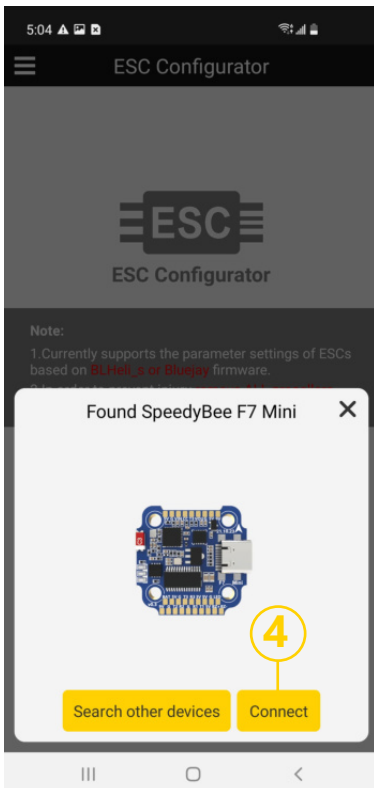 5:04
ESC Configurator
ESC
ESC Configurator
Note:
1.Currently supports the parameter settings of ESCs
based on BLHeli_s or Bluejay firmware.
Found SpeedyBee F7 Mini
4
Search other devices
Connect